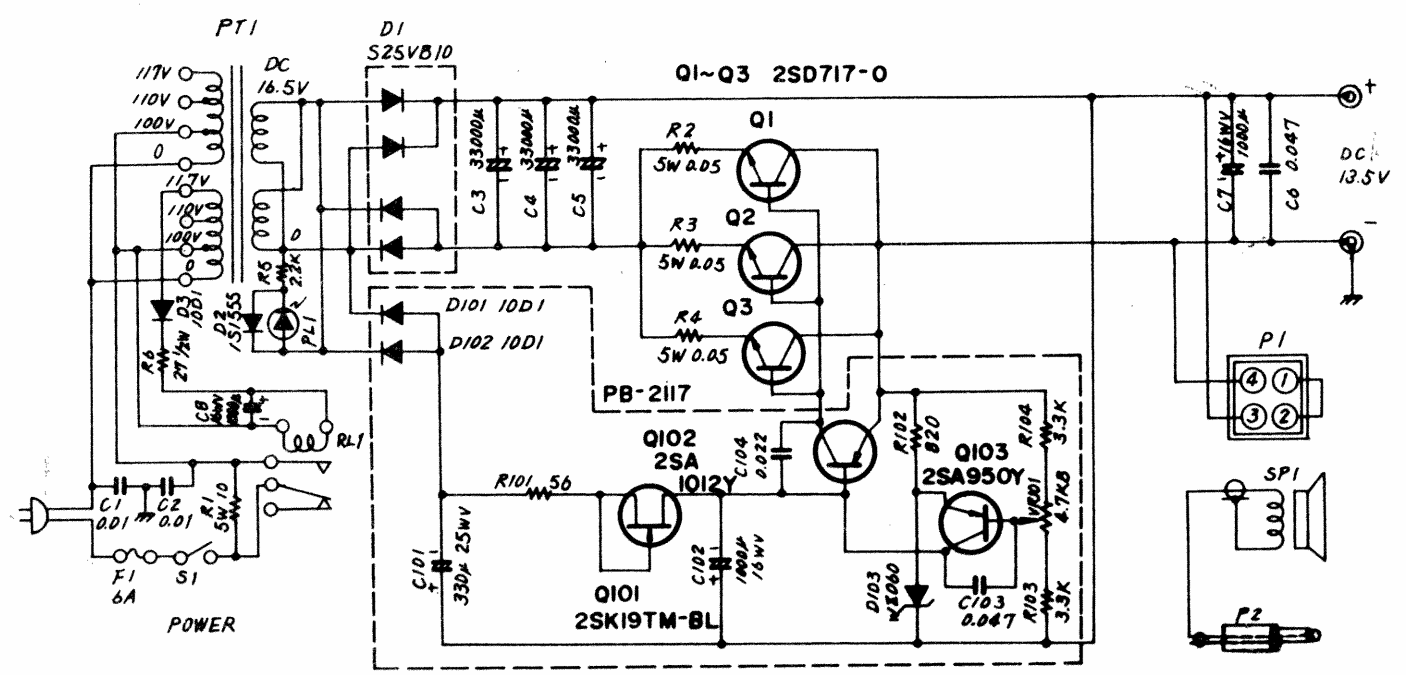 PT1
117V
110V
100V
0
117V
110V
100V
0
DC
16.5V
0
D1
S25VB10
33000μ
C3
33000μ
C4
33000μ
C5
Q1~Q3 2SD717-O
Q1
R2
5W 0.05
Q2
R3
5W 0.05
Q3
R4
5W 0.05
C7 16WV
1000μ
C6 0.047
+
DC
13.5V
-
R5
2.2K
D2
1S1555
PL1
D3
10D1
R6
27 1/2W
C8
16WV
1000μ
RL1
C1
0.01
C2
0.01
R1
5W 10
F1
6A
S1
POWER
D101 10D1
D102 10D1
PB-2117
Q102
2SA
1012Y
C104
0.022
R101 56
C101
330μ 25WV
Q101
2SK19TM-BL
C102
1000μ
16WV
R102
820
Q103
2SA950Y
R104
3.3K
VR101
4.7KB
D103
WZ060
C103
0.047
R103
3.3K
P1
4 1
3 2
SP1
P2